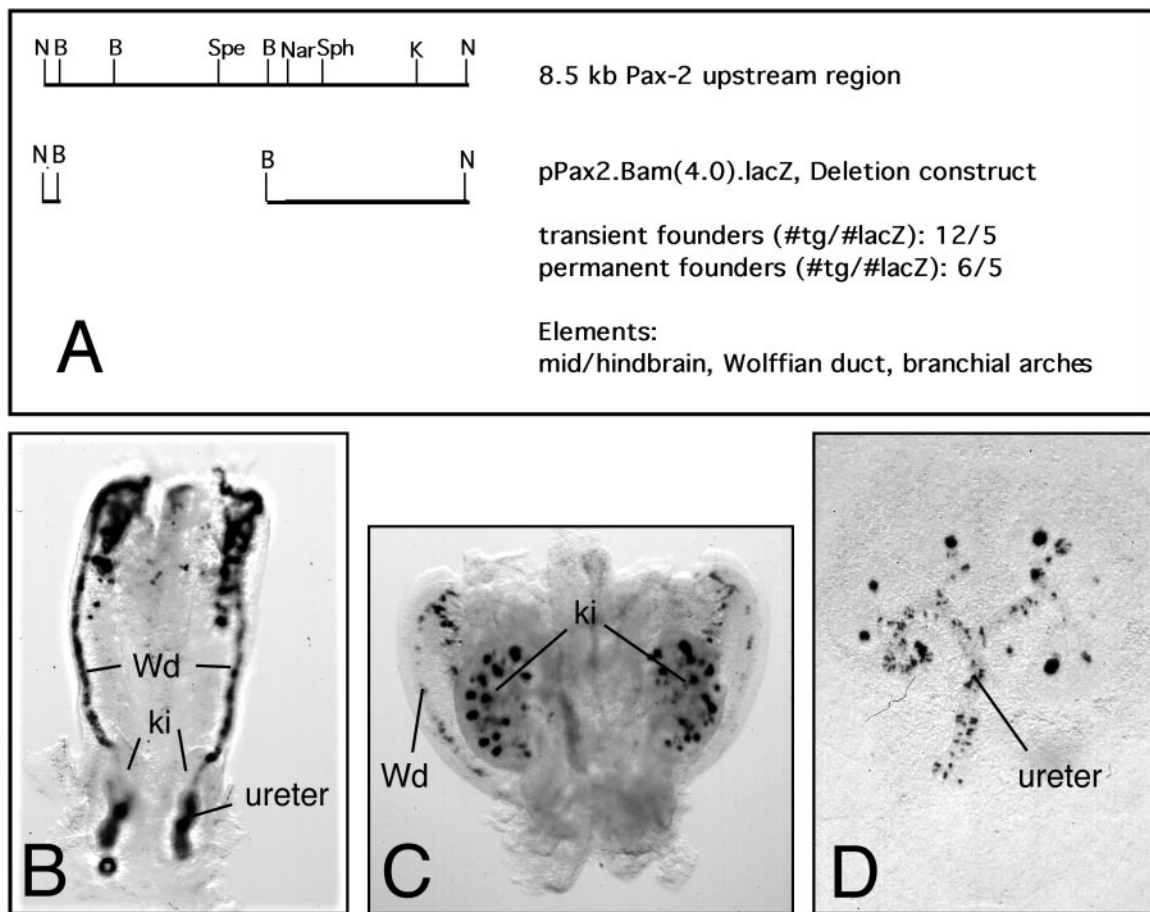 N B B Spe B Nar Sph K N
8.5 kb Pax-2 upstream region
N B B N
pPax2.Bam(4.0).lacZ, Deletion construct
transient founders (#tg/#lacZ): 12/5
permanent founders (#tg/#lacZ): 6/5
Elements:
mid/hindbrain, Wolffian duct, branchial arches
A
Wd
ki
ureter
B
ki
Wd
C
ureter
D